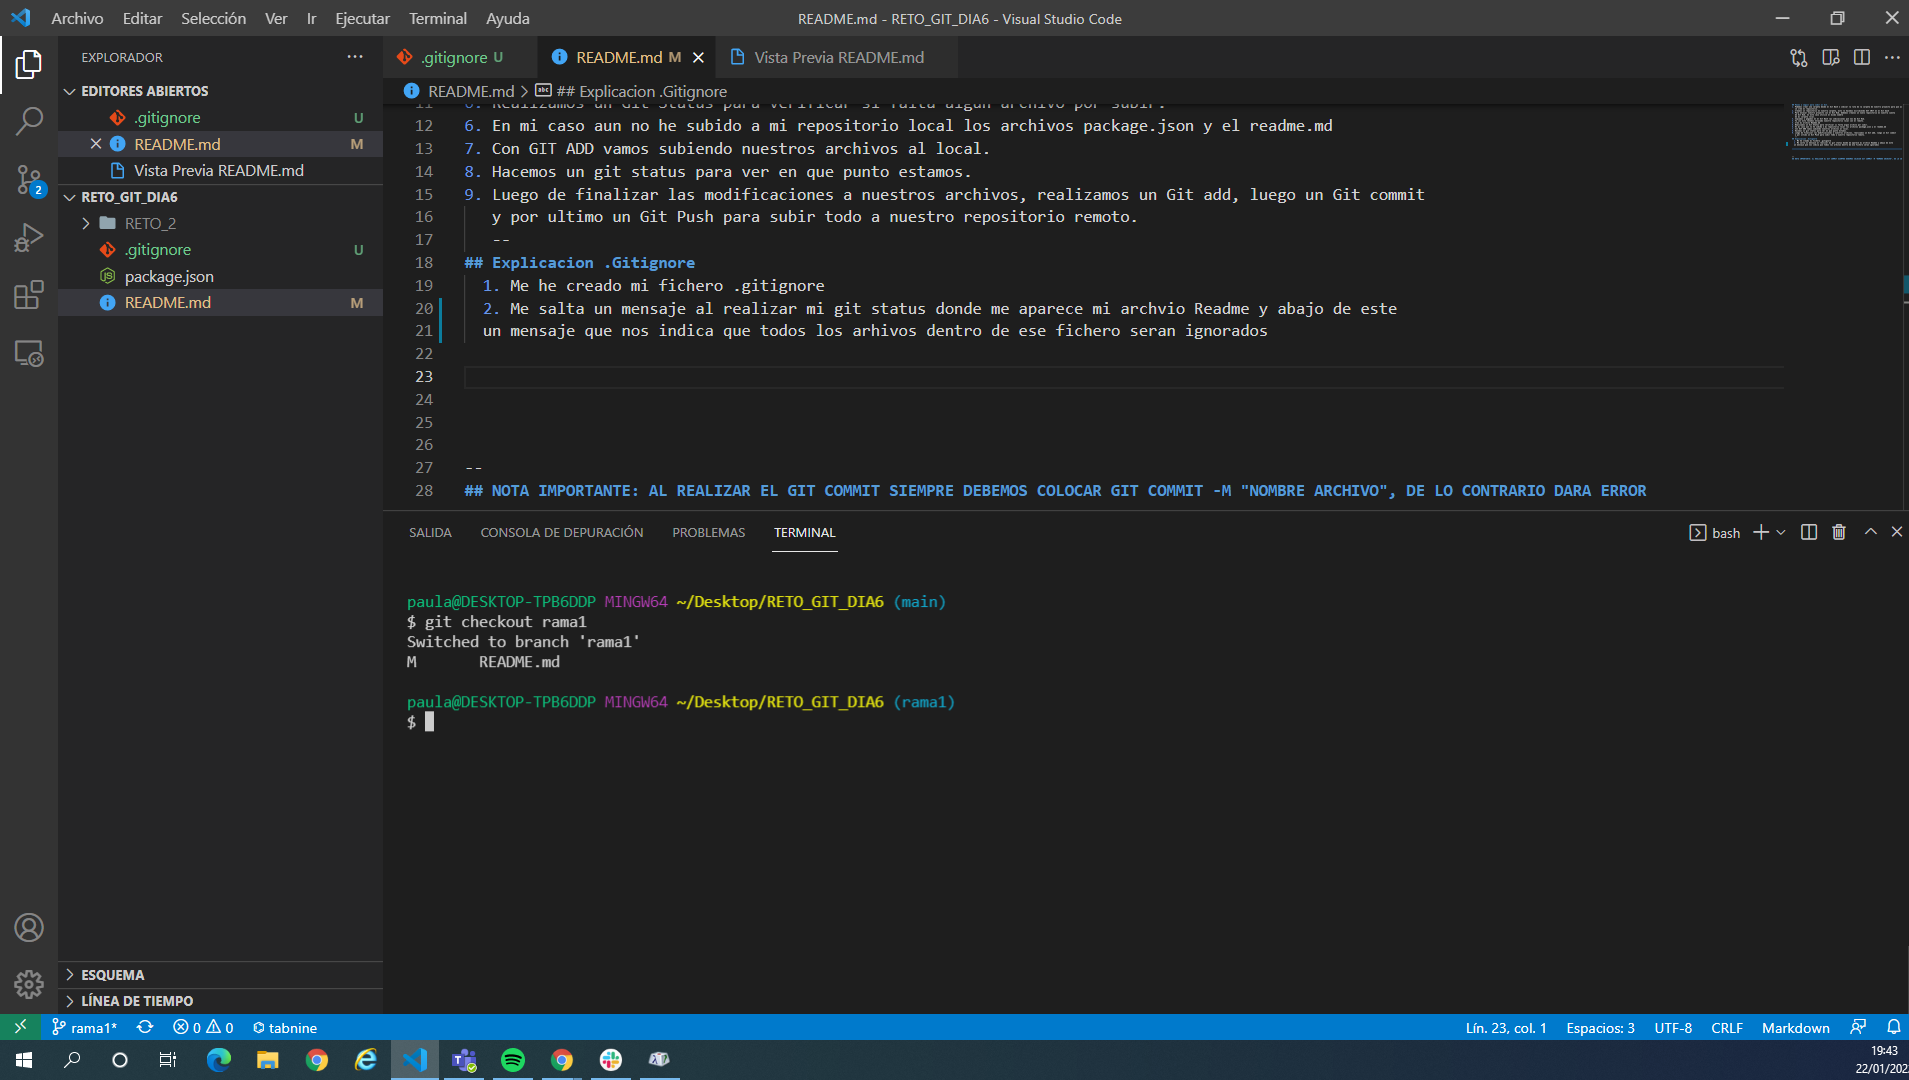 Archivo Editar Selección Ver Ir Ejecutar Terminal Ayuda
README.md - RETO_GIT_DIA6 - Visual Studio Code
EXPLORADOR
EDITORES ABIERTOS
.gitignore U
README.md M
Vista Previa README.md
RETO_GIT_DIA6
RETO_2
.gitignore U
package.json
README.md M
ESQUEMA
LÍNEA DE TIEMPO
.gitignore U
README.md M
Vista Previa README.md
README.md > ## Explicacion .Gitignore
12 6. En mi caso aun no he subido a mi repositorio local los archivos package.json y el readme.md
13 7. Con GIT ADD vamos subiendo nuestros archivos al local.
14 8. Hacemos un git status para ver en que punto estamos.
15 9. Luego de finalizar las modificaciones a nuestros archivos, realizamos un Git add, luego un Git commit
16 y por ultimo un Git Push para subir todo a nuestro repositorio remoto.
17 --
18 ## Explicacion .Gitignore
19 1. Me he creado mi fichero .gitignore
20 2. Me salta un mensaje al realizar mi git status donde me aparece mi archvio Readme y abajo de este
21 un mensaje que nos indica que todos los arhivos dentro de ese fichero seran ignorados
22
23
24
25
26
27 --
28 ## NOTA IMPORTANTE: AL REALIZAR EL GIT COMMIT SIEMPRE DEBEMOS COLOCAR GIT COMMIT -M "NOMBRE ARCHIVO", DE LO CONTRARIO DARA ERROR
SALIDA CONSOLA DE DEPURACIÓN PROBLEMAS TERMINAL
bash
paula@DESKTOP-TPB6DDP MINGW64 ~/Desktop/RETO_GIT_DIA6 (main)
$ git checkout rama1
Switched to branch 'rama1'
M README.md
paula@DESKTOP-TPB6DDP MINGW64 ~/Desktop/RETO_GIT_DIA6 (rama1)
$
rama1* 0 0 tabnine
Lín. 23, col. 1 Espacios: 3 UTF-8 CRLF Markdown
19:43
22/01/202